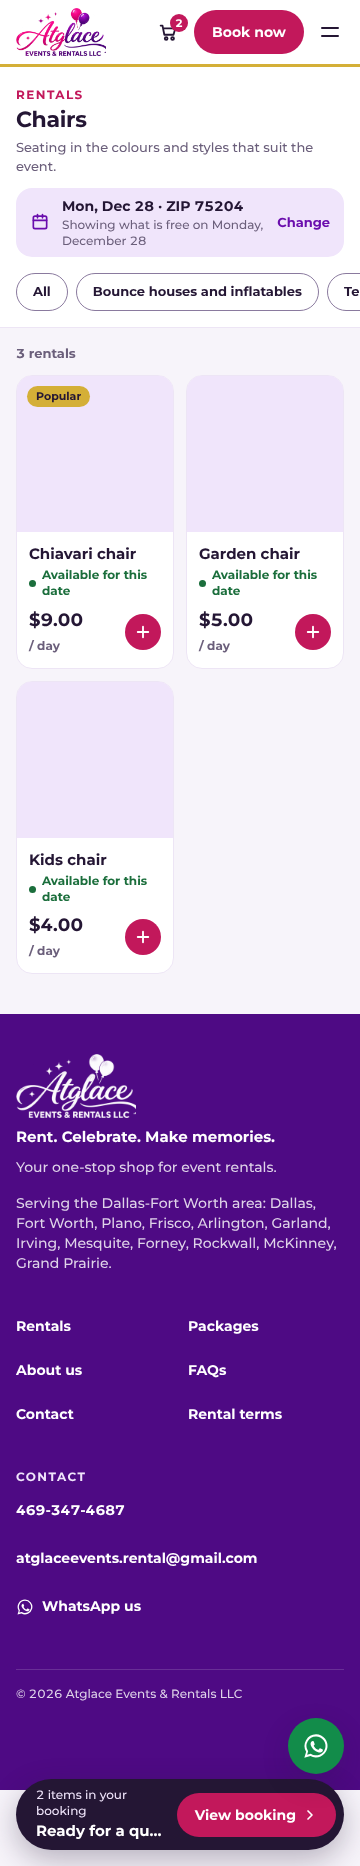 Atglace
EVENTS & RENTALS LLC
2
Book now
RENTALS
Chairs
Seating in the colours and styles that suit the
event.
Mon, Dec 28 · ZIP 75204
Showing what is free on Monday,
December 28
Change
All
Bounce houses and inflatables
Te
3 rentals
Popular
Chiavari chair
Available for this
date
$9.00
/ day
Garden chair
Available for this
date
$5.00
/ day
Kids chair
Available for this
date
$4.00
/ day
Atglace
EVENTS & RENTALS LLC
Rent. Celebrate. Make memories.
Your one-stop shop for event rentals.
Serving the Dallas-Fort Worth area: Dallas,
Fort Worth, Plano, Frisco, Arlington, Garland,
Irving, Mesquite, Forney, Rockwall, McKinney,
Grand Prairie.
Rentals
Packages
About us
FAQs
Contact
Rental terms
CONTACT
469-347-4687
atglaceevents.rental@gmail.com
WhatsApp us
© 2026 Atglace Events & Rentals LLC
2 items in your
booking
Ready for a qu...
View booking